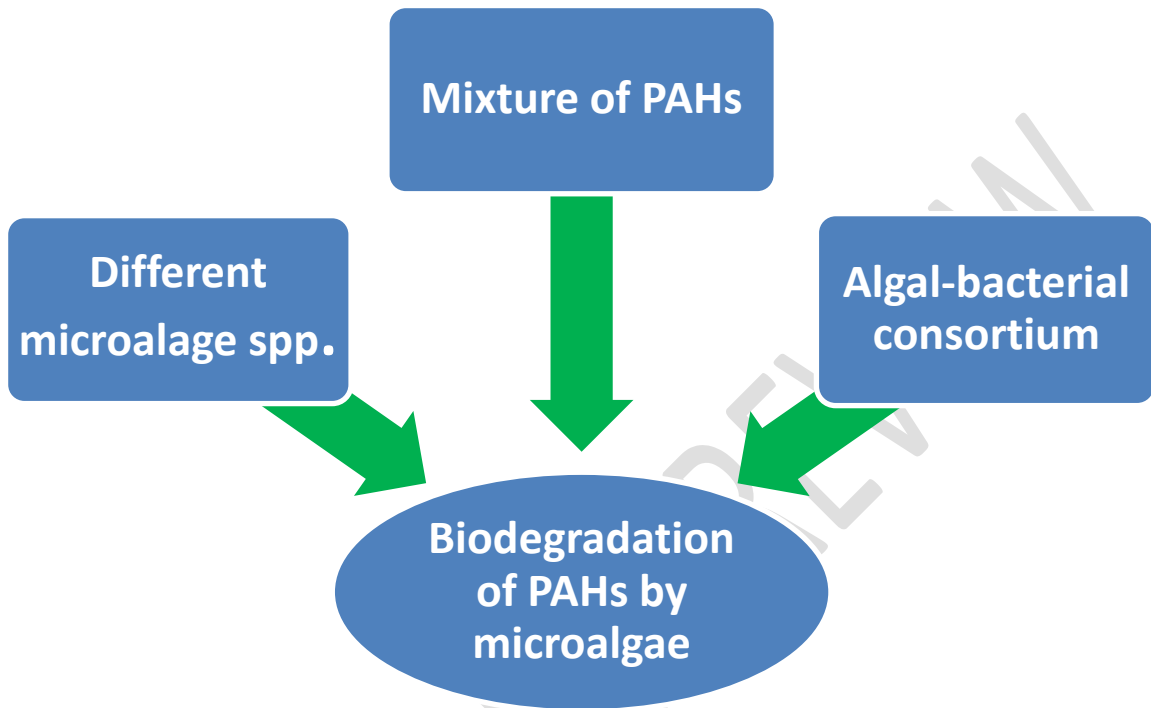 Mixture of PAHs
Different
microalage spp.
Algal-bacterial
consortium
Biodegradation
of PAHs by
microalgae